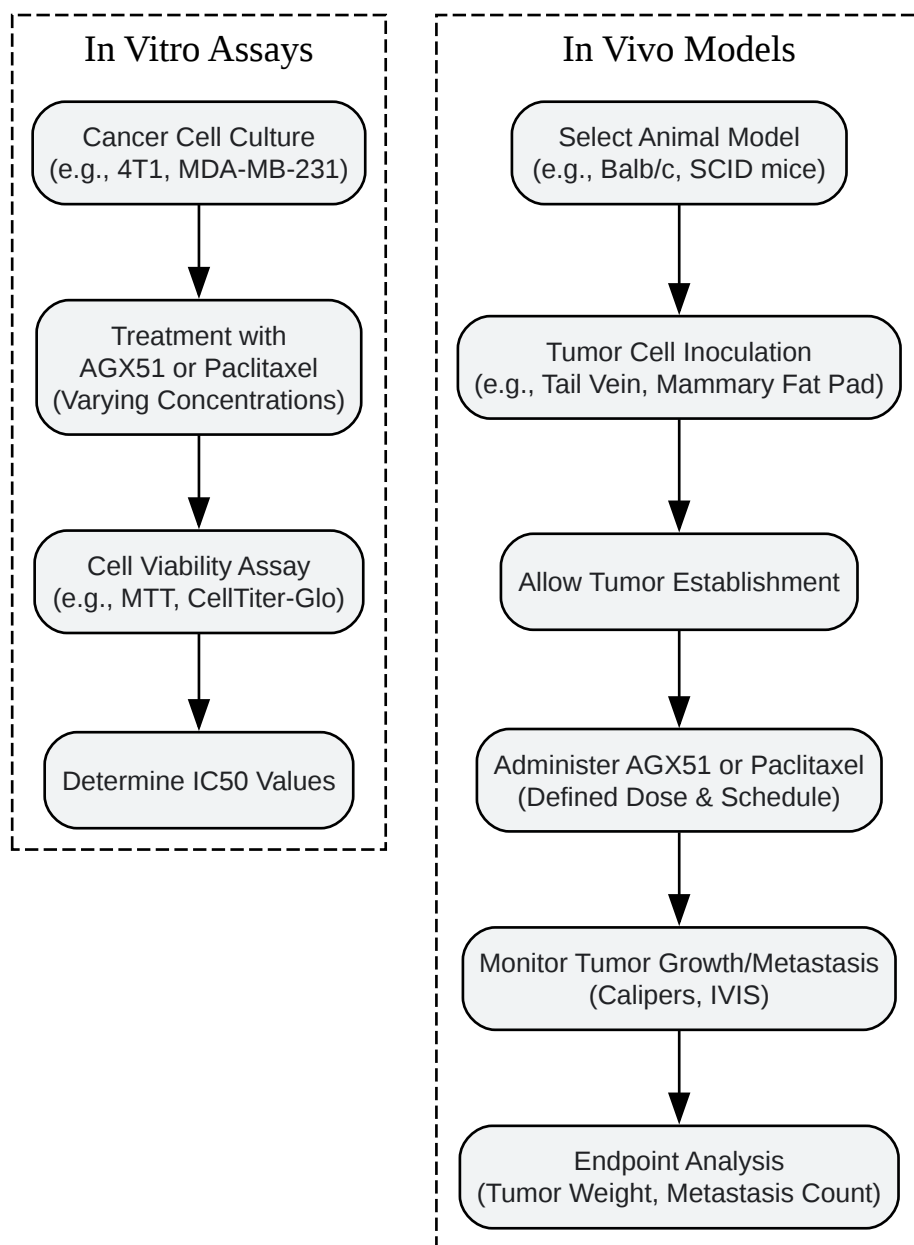 In Vitro Assays
Cancer Cell Culture
(e.g., 4T1, MDA-MB-231)
Treatment with
AGX51 or Paclitaxel
(Varying Concentrations)
Cell Viability Assay
(e.g., MTT, CellTiter-Glo)
Determine IC50 Values
In Vivo Models
Select Animal Model
(e.g., Balb/c, SCID mice)
Tumor Cell Inoculation
(e.g., Tail Vein, Mammary Fat Pad)
Allow Tumor Establishment
Administer AGX51 or Paclitaxel
(Defined Dose & Schedule)
Monitor Tumor Growth/Metastasis
(Calipers, IVIS)
Endpoint Analysis
(Tumor Weight, Metastasis Count)